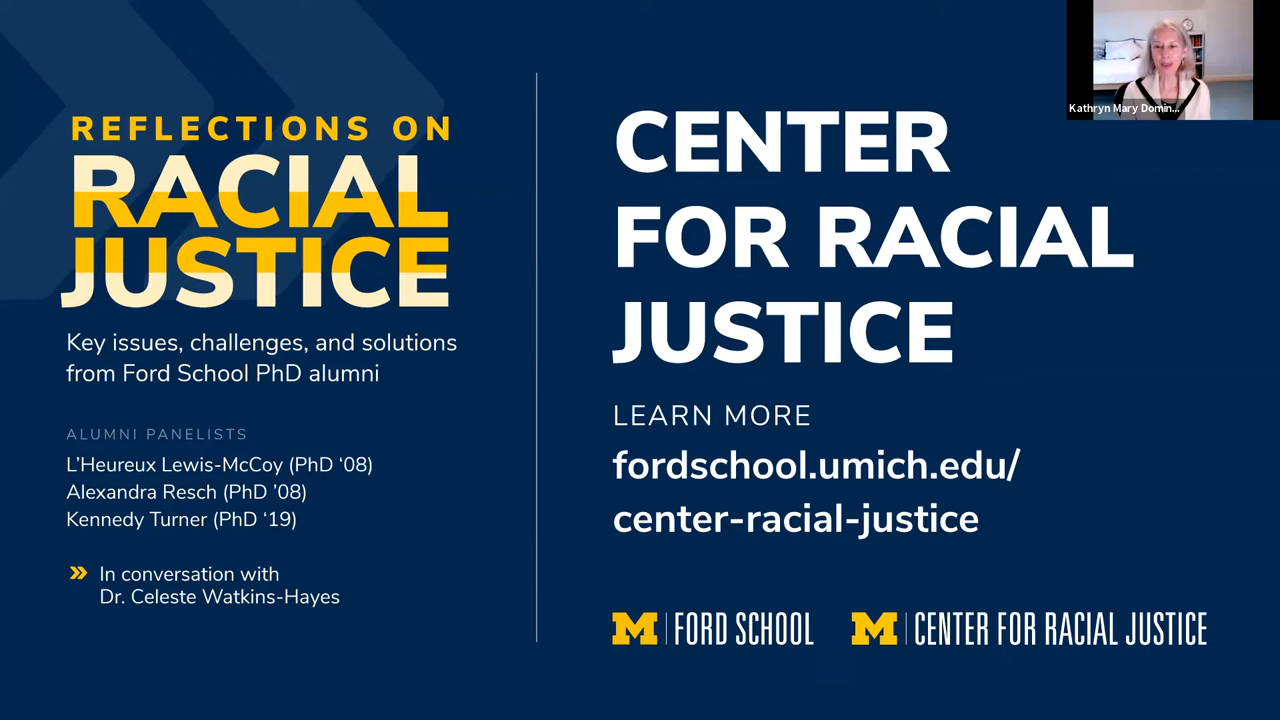 REFLECTIONS ON
RACIAL
JUSTICE
Key issues, challenges, and solutions
from Ford School PhD alumni
ALUMNI PANELISTS
L'Heureux Lewis-McCoy (PhD ‘08)
Alexandra Resch (PhD ’08)
Kennedy Turner (PhD ‘19)
» In conversation with
Dr. Celeste Watkins-Hayes
CENTER
FOR RACIAL
JUSTICE
LEARN MORE
fordschool.umich.edu/
center-racial-justice
M FORD SCHOOL
M CENTER FOR RACIAL JUSTICE
Kathryn Mary Domin...